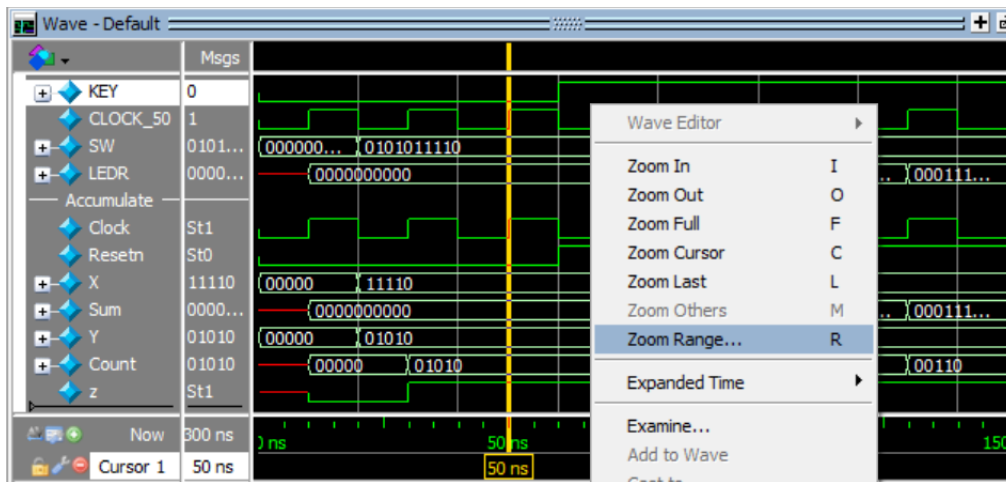 Wave - Default
Msgs
KEY 0
CLOCK_50 1
SW 0101... 000000... 0101011110
LEDR 0000... 0000000000 .. 000111...
Accumulate
Clock St1
Resetn St0
X 11110 00000 11110
Sum 0000... 0000000000 .. 000111...
Y 01010 00000 01010
Count 01010 00000 01010 00110
z St1
Now 300 ns 0 ns 50 ns 150
Cursor 1 50 ns 50 ns
Wave Editor
Zoom In I
Zoom Out O
Zoom Full F
Zoom Cursor C
Zoom Last L
Zoom Others M
Zoom Range... R
Expanded Time
Examine...
Add to Wave